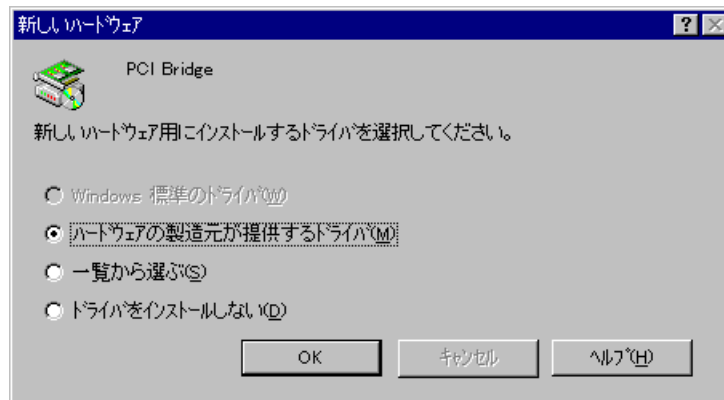 新しいハードウェア
PCI Bridge
新しいハードウェア用にインストールするドライバを選択してください。
Windows 標準のドライバ(W)
ハードウェアの製造元が提供するドライバ(M)
一覧から選ぶ(S)
ドライバをインストールしない(D)
OK キャンセル ヘルプ(H)